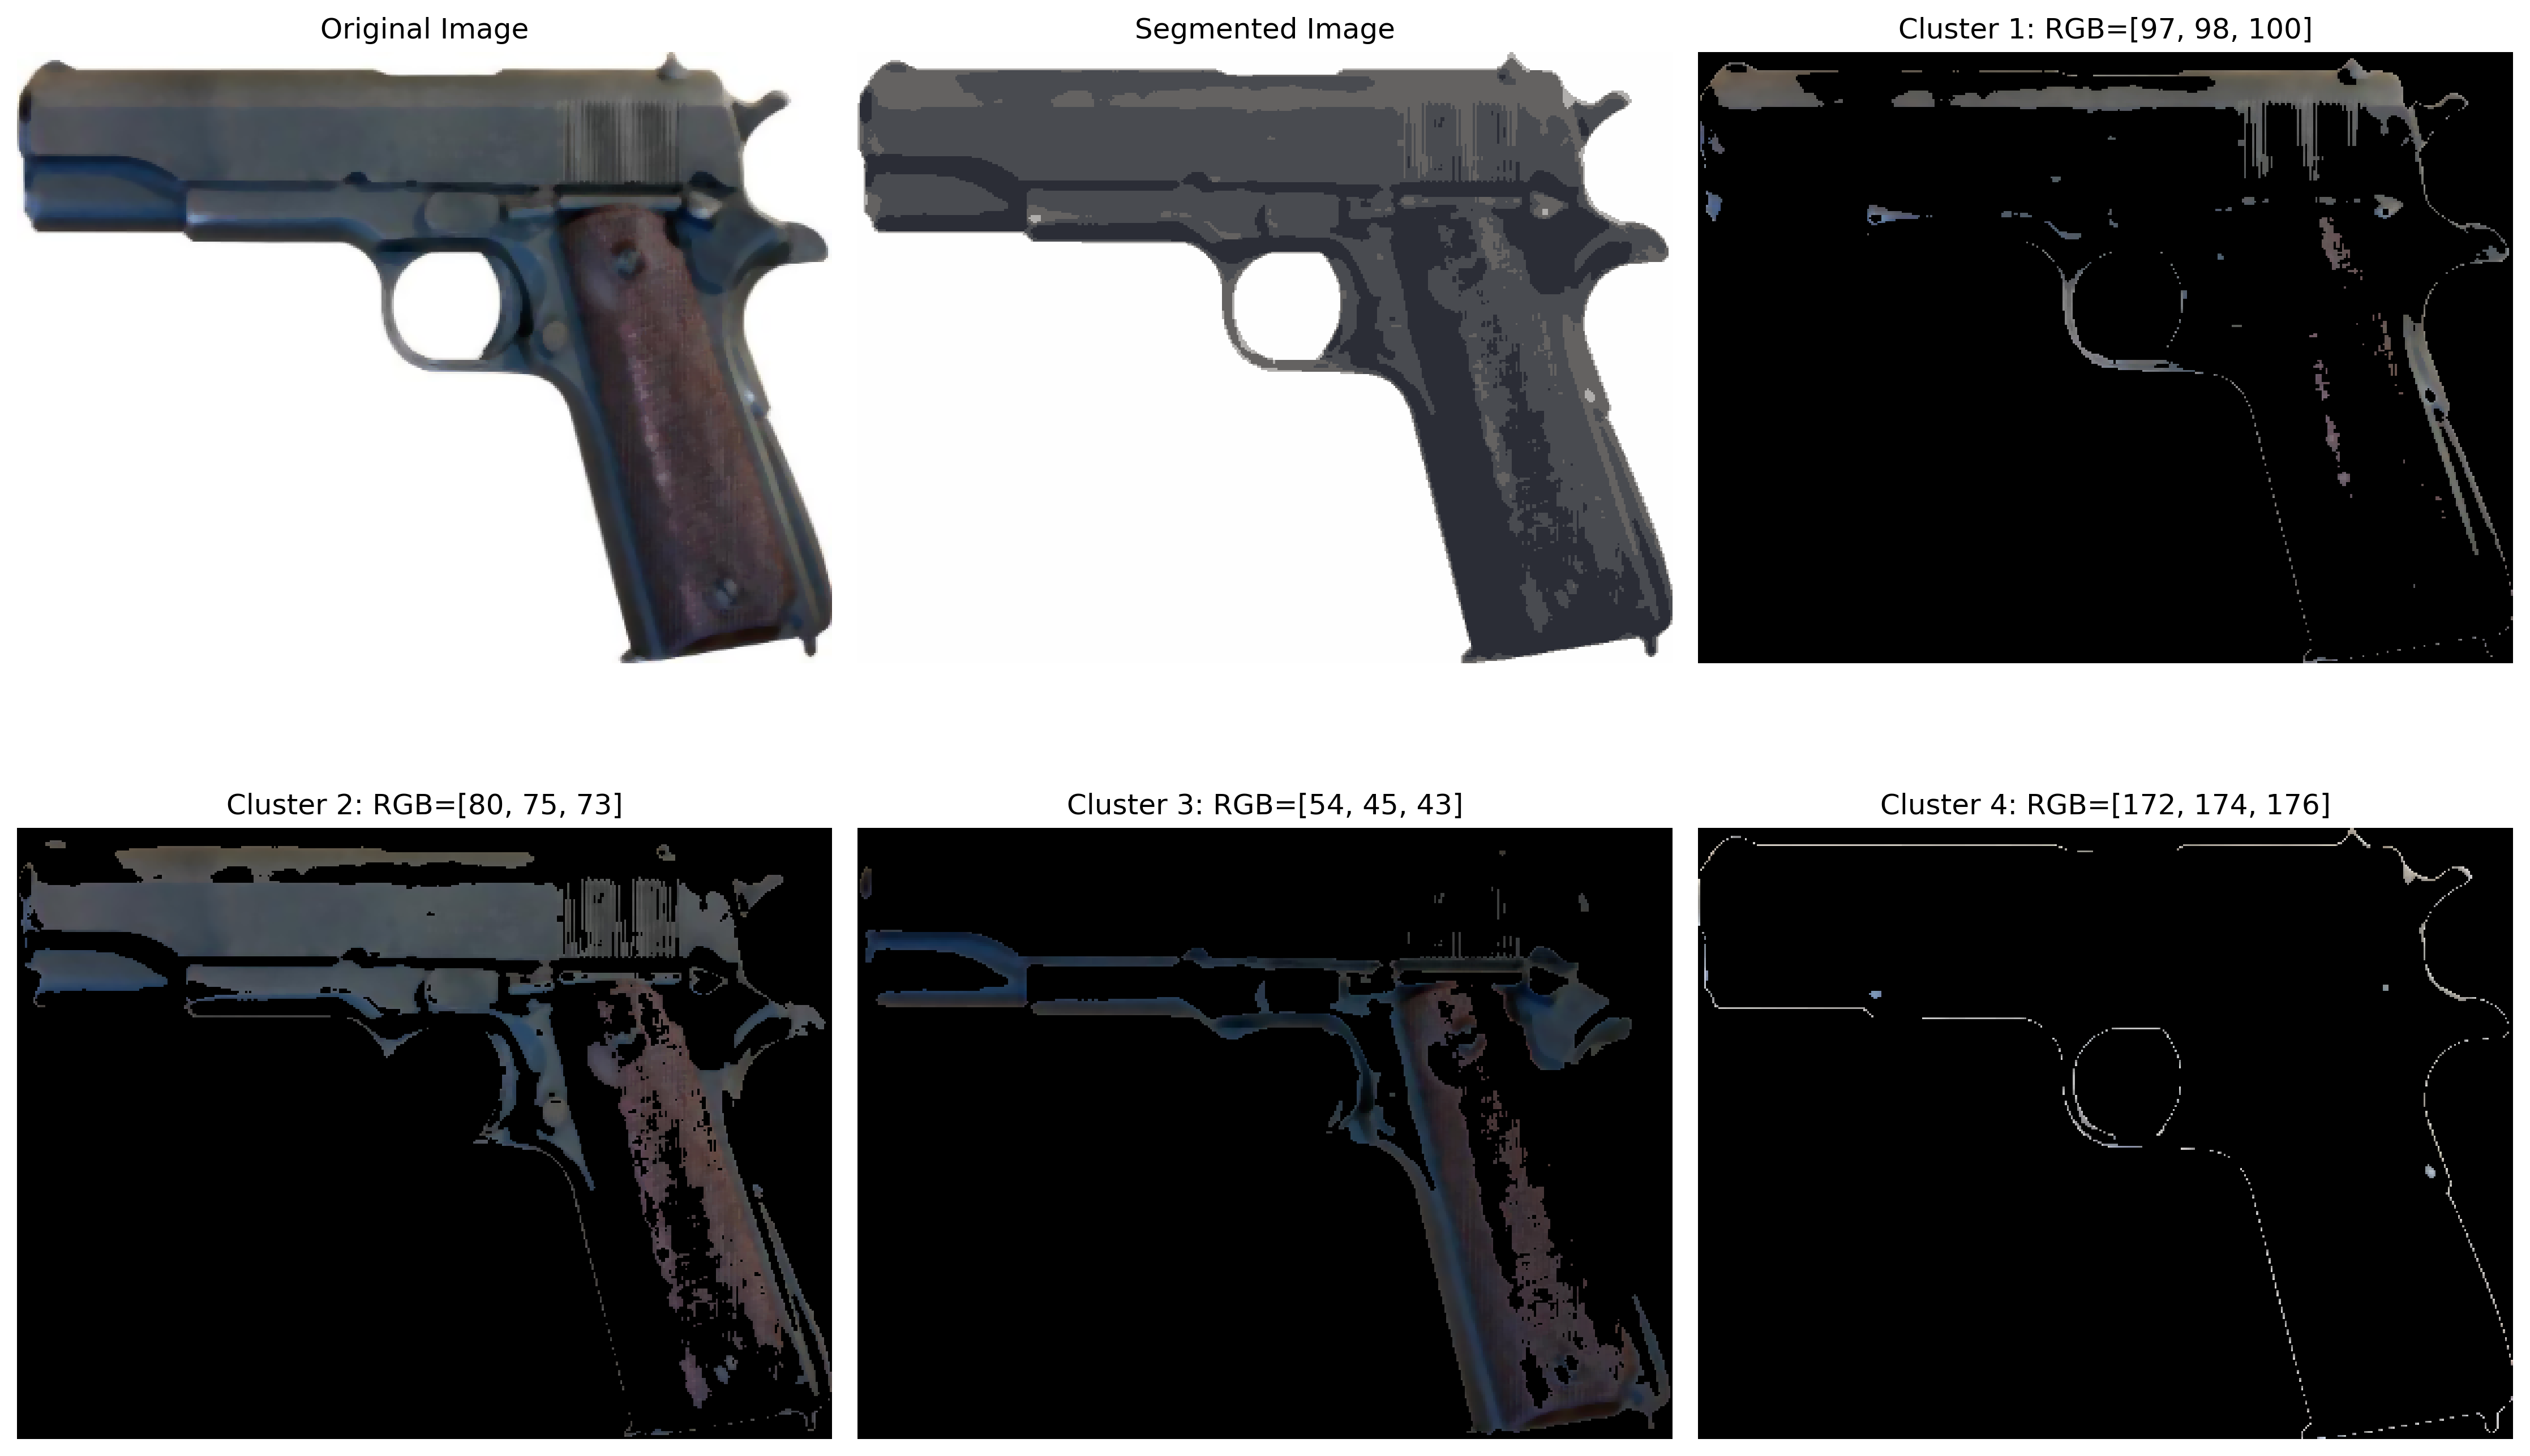 Original Image
Segmented Image
Cluster 1: RGB=[97, 98, 100]
Cluster 2: RGB=[80, 75, 73]
Cluster 3: RGB=[54, 45, 43]
Cluster 4: RGB=[172, 174, 176]